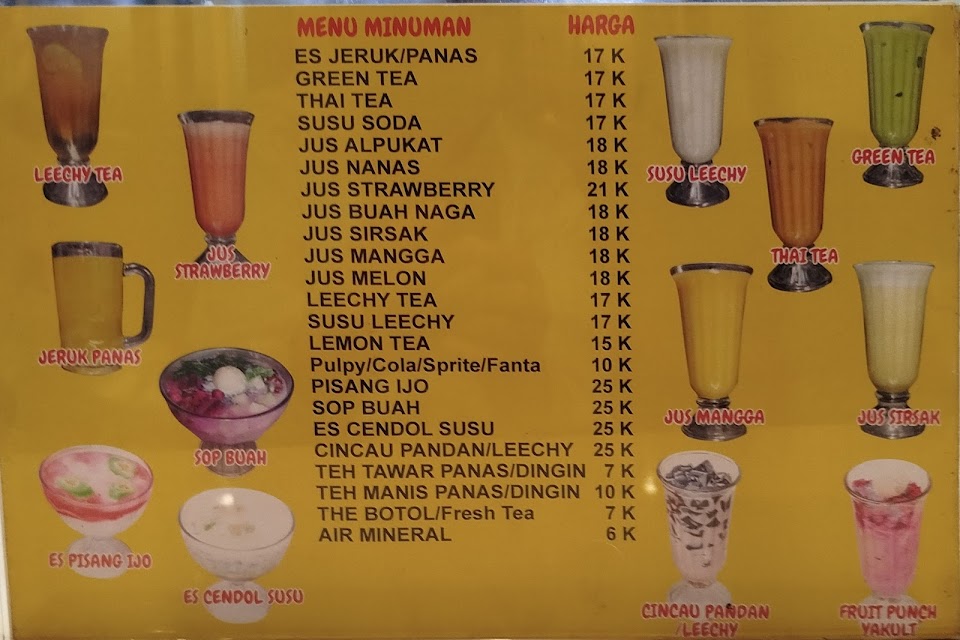 MENU MINUMAN HARGA
ES JERUK/PANAS 17 K
GREEN TEA 17 K
THAI TEA 17 K
SUSU SODA 17 K
JUS ALPUKAT 18 K
JUS NANAS 18 K
JUS STRAWBERRY 21 K
JUS BUAH NAGA 18 K
JUS SIRSAK 18 K
JUS MANGGA 18 K
JUS MELON 18 K
LEECHY TEA 17 K
SUSU LEECHY 17 K
LEMON TEA 15 K
Pulpy/Cola/Sprite/Fanta 10 K
PISANG IJO 25 K
SOP BUAH 25 K
ES CENDOL SUSU 25 K
CINCAU PANDAN/LEECHY 25 K
TEH TAWAR PANAS/DINGIN 7 K
TEH MANIS PANAS/DINGIN 10 K
THE BOTOL/Fresh Tea 7 K
AIR MINERAL 6 K
LEECHY TEA
JUS
STRAWBERRY
JERUK PANAS
SOP BUAH
ES PISANG IJO
ES CENDOL SUSU
SUSU LEECHY
GREEN TEA
THAI TEA
JUS MANGGA
JUS SIRSAK
CINCAU PANDAN
/LEECHY
FRUIT PUNCH
YAKULT